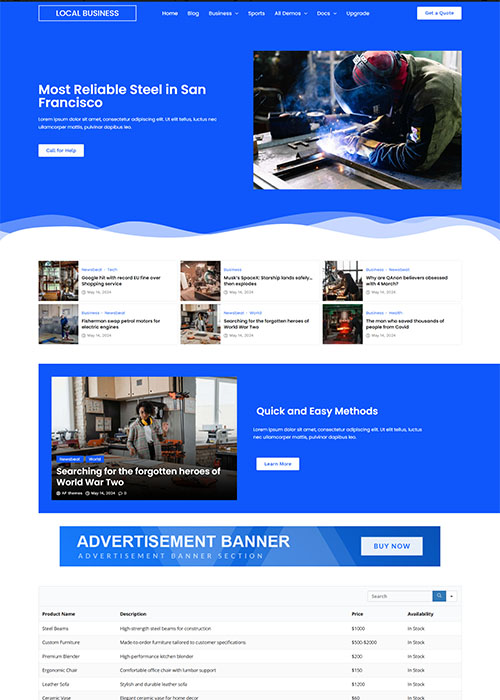 LOCAL BUSINESS
Home Blog Business Sports All Demos Docs Upgrade
Get a Quote
Most Reliable Steel in San
Francisco
Lorem ipsum dolor sit amet, consectetur adipiscing elit. Ut elit tellus, luctus nec
ullamcorper mattis, pulvinar dapibus leo.
Call for Help
Newsbeat - Tech
Google hit with record EU fine over
Shopping service
May 14, 2024
Business
Musk's SpaceX: Starship lands safely...
then explodes
May 14, 2024
Business - Newsbeat
Why are QAnon believers obsessed
with 4 March?
May 14, 2024
Business - Newsbeat
Fisherman swap petrol motors for
electric engines
May 14, 2024
Newsbeat - World
Searching for the forgotten heroes of
World War Two
May 14, 2024
Business - Health
The man who saved thousands of
people from Covid
May 14, 2024
Newsbeat World
Searching for the forgotten heroes of
World War Two
AF themes May 14, 2024 0
Quick and Easy Methods
Lorem ipsum dolor sit amet, consectetur adipiscing elit. Ut elit tellus, luctus nec
ullamcorper mattis, pulvinar dapibus leo.
Learn More
ADVERTISEMENT BANNER
ADVERTISEMENT BANNER SECTION
BUY NOW
Search
Product Name Description Price Availability
Steel Beams High-strength steel beams for construction $1000 In Stock
Custom Furniture Made-to-order furniture tailored to customer specifications $500-$2000 In Stock
Premium Blender High-performance kitchen blender $200 In Stock
Ergonomic Chair Comfortable office chair with lumbar support $150 In Stock
Leather Sofa Stylish and durable leather sofa $1200 In Stock
Ceramic Vase Elegant ceramic vase for home decor $60 In Stock